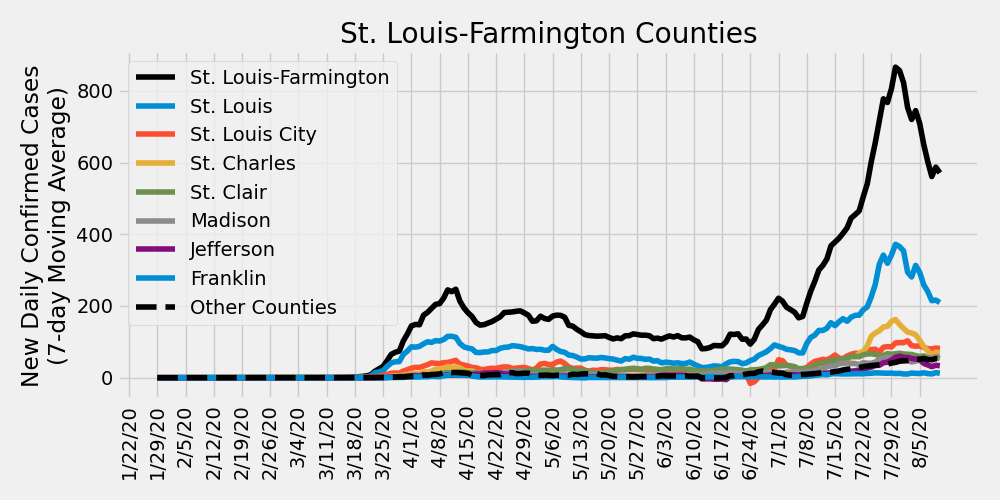 St. Louis-Farmington Counties
New Daily Confirmed Cases
(7-day Moving Average)
800
600
400
200
0
St. Louis-Farmington
St. Louis
St. Louis City
St. Charles
St. Clair
Madison
Jefferson
Franklin
Other Counties
1/22/20
1/29/20
2/5/20
2/12/20
2/19/20
2/26/20
3/4/20
3/11/20
3/18/20
3/25/20
4/1/20
4/8/20
4/15/20
4/22/20
4/29/20
5/6/20
5/13/20
5/20/20
5/27/20
6/3/20
6/10/20
6/17/20
6/24/20
7/1/20
7/8/20
7/15/20
7/22/20
7/29/20
8/5/20